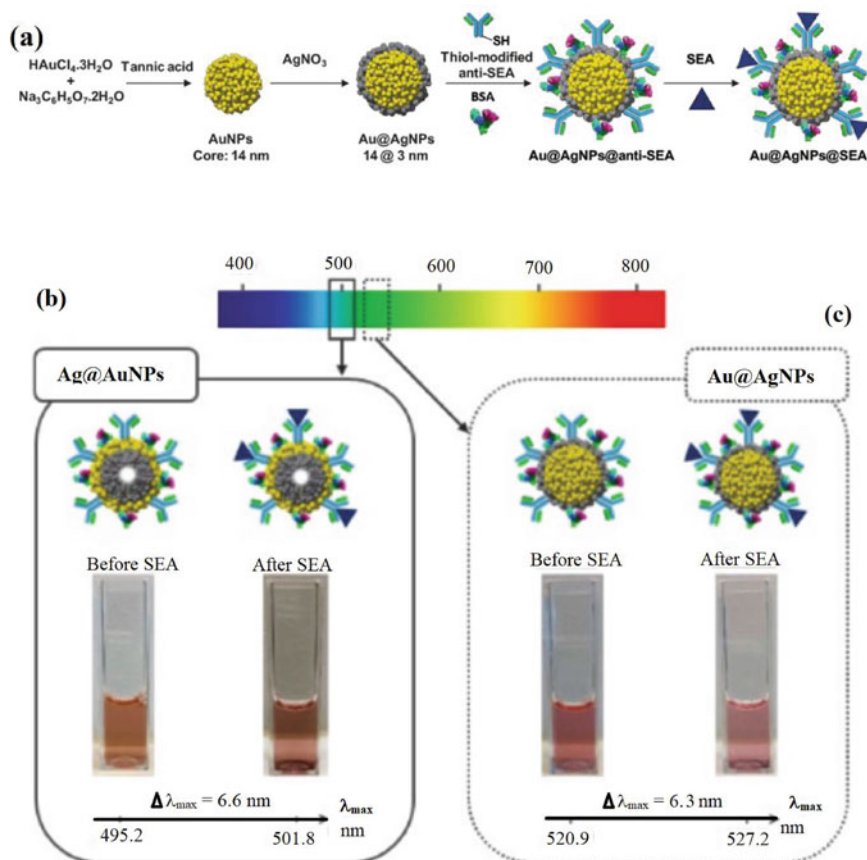 (a)
HAuCl₄.3H₂O
+
Na₃C₆H₅O₇.2H₂O
Tannic acid
AuNPs
Core: 14 nm
AgNO₃
Au@AgNPs
14 @ 3 nm
SH
Thiol-modified
anti-SEA
BSA
Au@AgNPs@anti-SEA
SEA
Au@AgNPs@SEA
400 500 600 700 800
(b)
(c)
Ag@AuNPs
Before SEA After SEA
Δ λmax = 6.6 nm
λmax
nm
495.2 501.8
Au@AgNPs
Before SEA After SEA
Δ λmax = 6.3 nm
λmax
nm
520.9 527.2